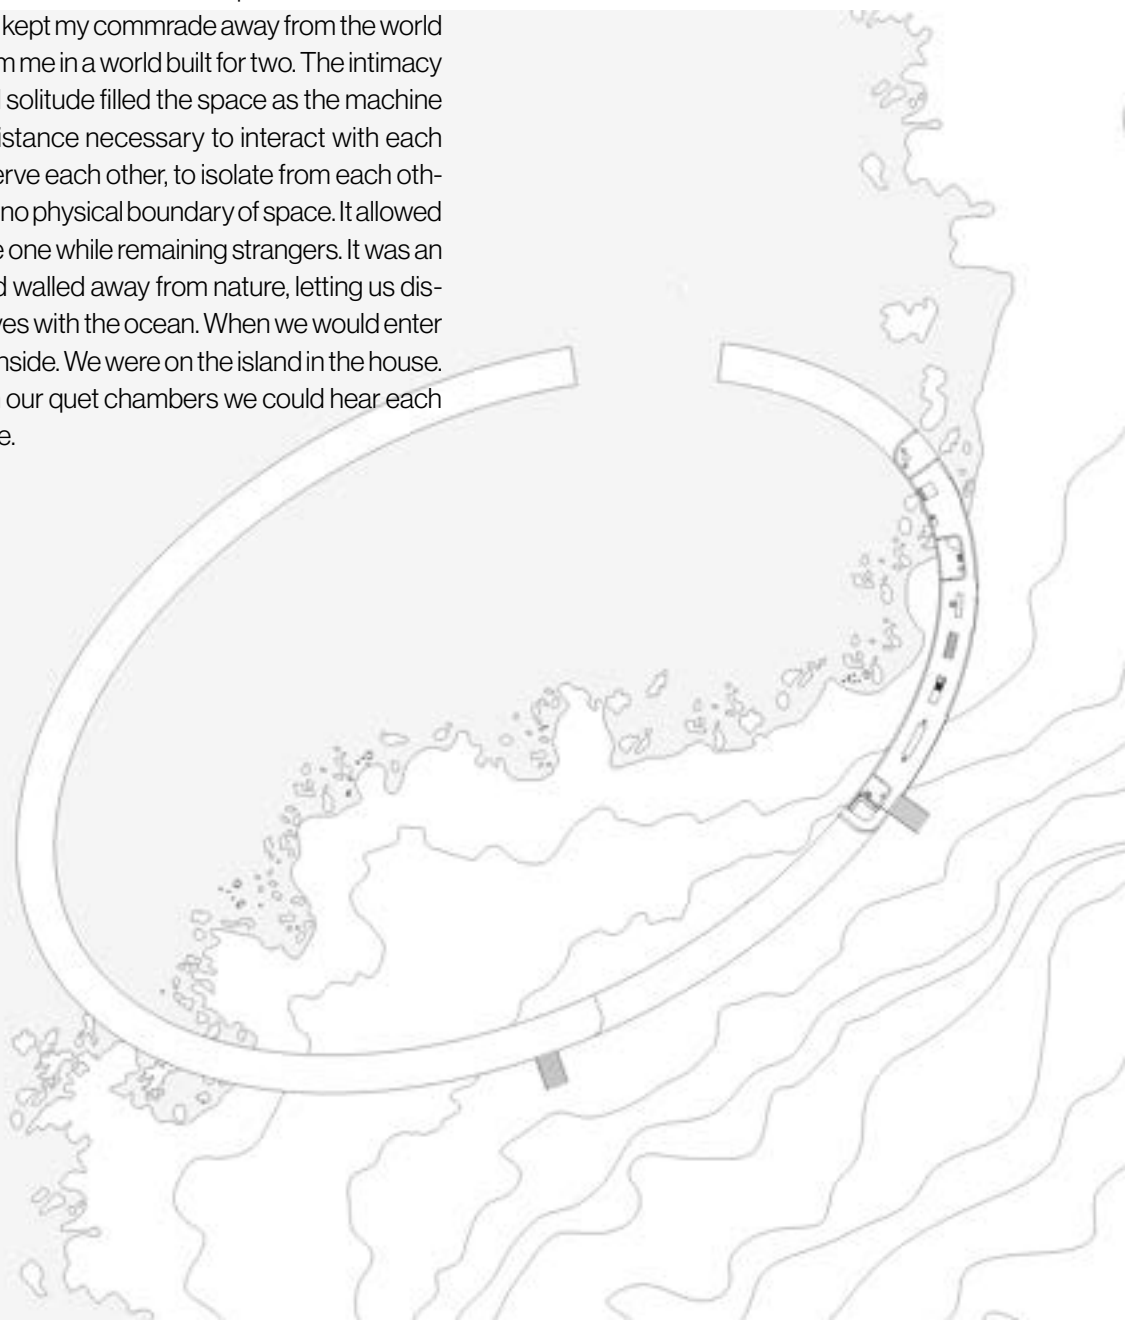 kept my commrade away from the world
m me in a world built for two. The intimacy
solitude filled the space as the machine
istance necessary to interact with each
erve each other, to isolate from each oth-
no physical boundary of space. It allowed
e one while remaining strangers. It was an
d walled away from nature, letting us dis-
ves with the ocean. When we would enter
nside. We were on the island in the house.
our quet chambers we could hear each
e.